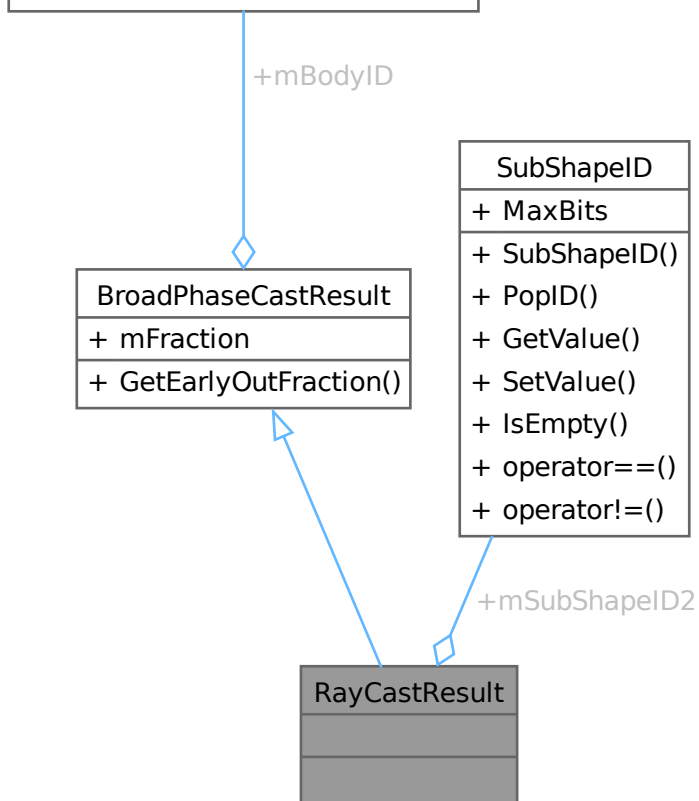 +mBodyID
SubShapeID
+ MaxBits
+ SubShapeID()
+ PopID()
+ GetValue()
+ SetValue()
+ IsEmpty()
+ operator==()
+ operator!=()
BroadPhaseCastResult
+ mFraction
+ GetEarlyOutFraction()
+mSubShapeID2
RayCastResult